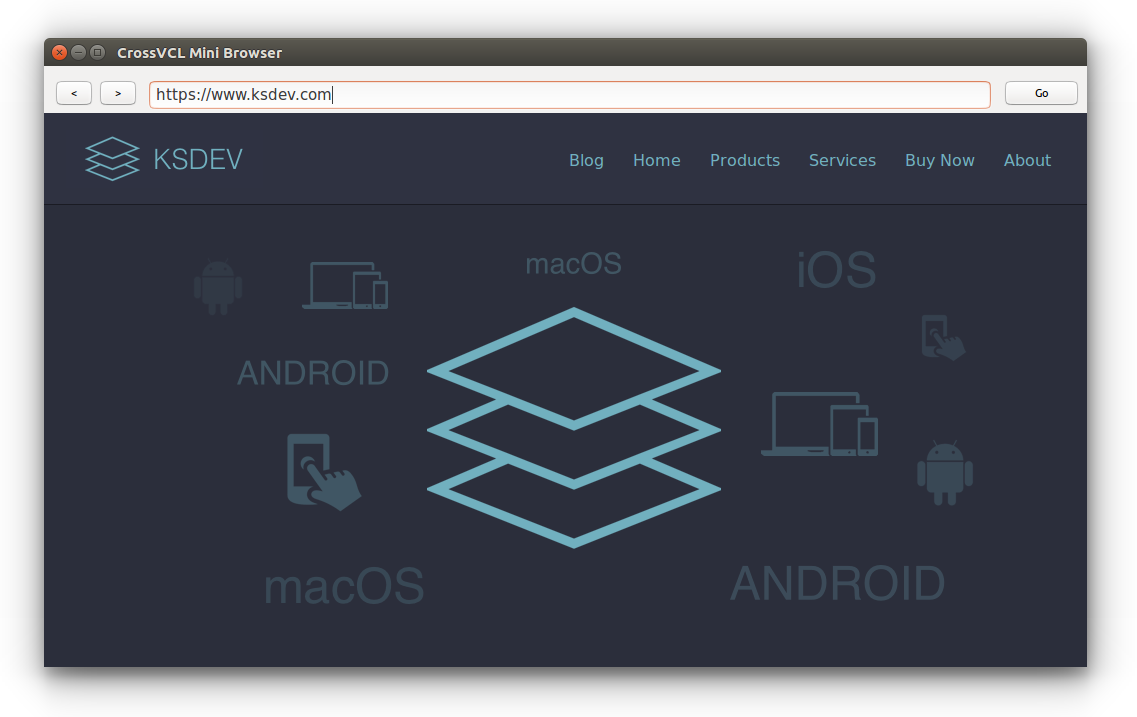 CrossVCL Mini Browser
< > https://www.ksdev.com Go
KSDEV Blog Home Products Services Buy Now About
macOS iOS
ANDROID
macOS ANDROID